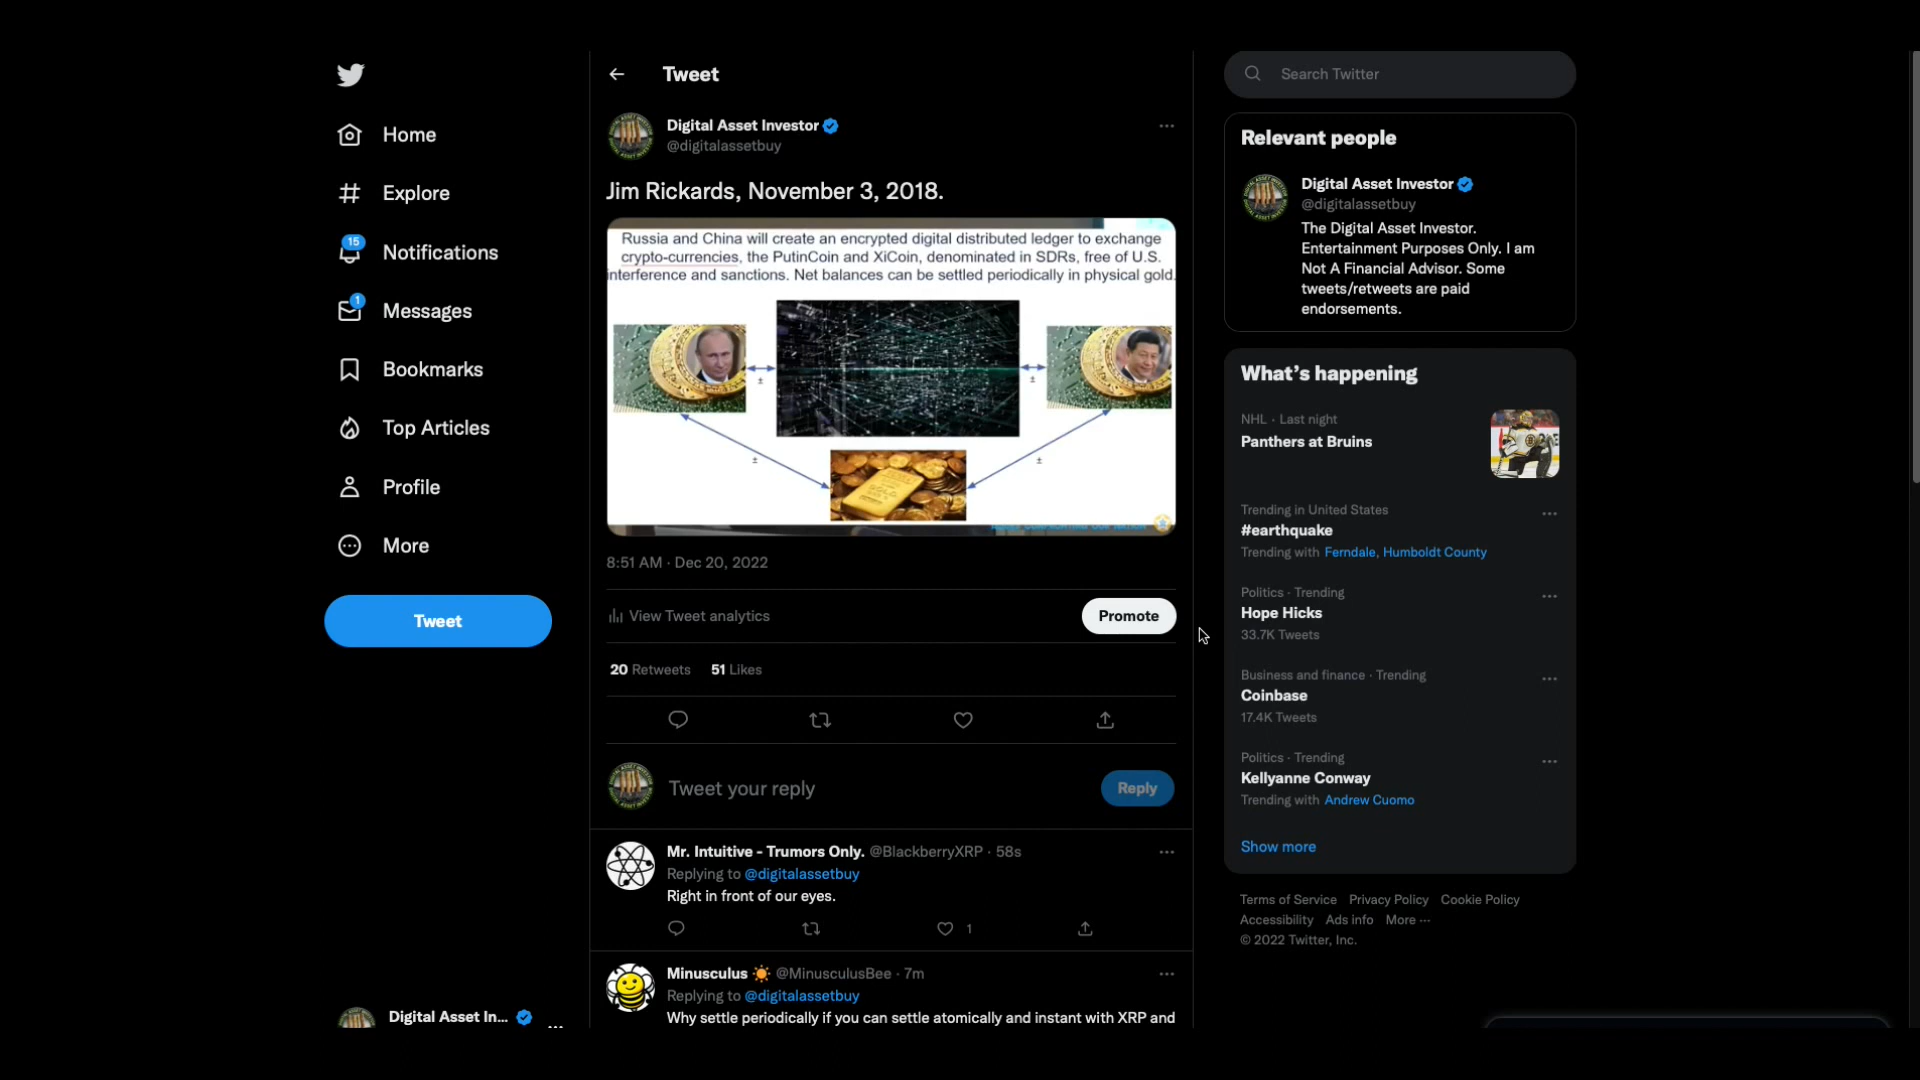 Tweet
Search Twitter
Digital Asset Investor
@digitalassetbuy
Jim Rickards, November 3, 2018.
Russia and China will create an encrypted digital distributed ledger to exchange
crypto-currencies, the PutinCoin and XiCoin, denominated in SDRs, free of U.S.
interference and sanctions. Net balances can be settled periodically in physical gold.
±
±
±
±
8:51 AM · Dec 20, 2022
View Tweet analytics
Promote
20 Retweets 51 Likes
Tweet your reply
Reply
Mr. Intuitive - Trumors Only. @BlackberryXRP · 58s
Replying to @digitalassetbuy
Right in front of our eyes.
1
Minusculus @MinusculusBee · 7m
Replying to @digitalassetbuy
Why settle periodically if you can settle atomically and instant with XRP and
Home
Explore
15
Notifications
1
Messages
Bookmarks
Top Articles
Profile
More
Tweet
Digital Asset In...
Relevant people
Digital Asset Investor
@digitalassetbuy
The Digital Asset Investor.
Entertainment Purposes Only. I am
Not A Financial Advisor. Some
tweets/retweets are paid
endorsements.
What's happening
NHL · Last night
Panthers at Bruins
Trending in United States
#earthquake
Trending with Ferndale, Humboldt County
Politics · Trending
Hope Hicks
33.7K Tweets
Business and finance · Trending
Coinbase
17.4K Tweets
Politics · Trending
Kellyanne Conway
Trending with Andrew Cuomo
Show more
Terms of Service Privacy Policy Cookie Policy
Accessibility Ads info More ...
© 2022 Twitter, Inc.